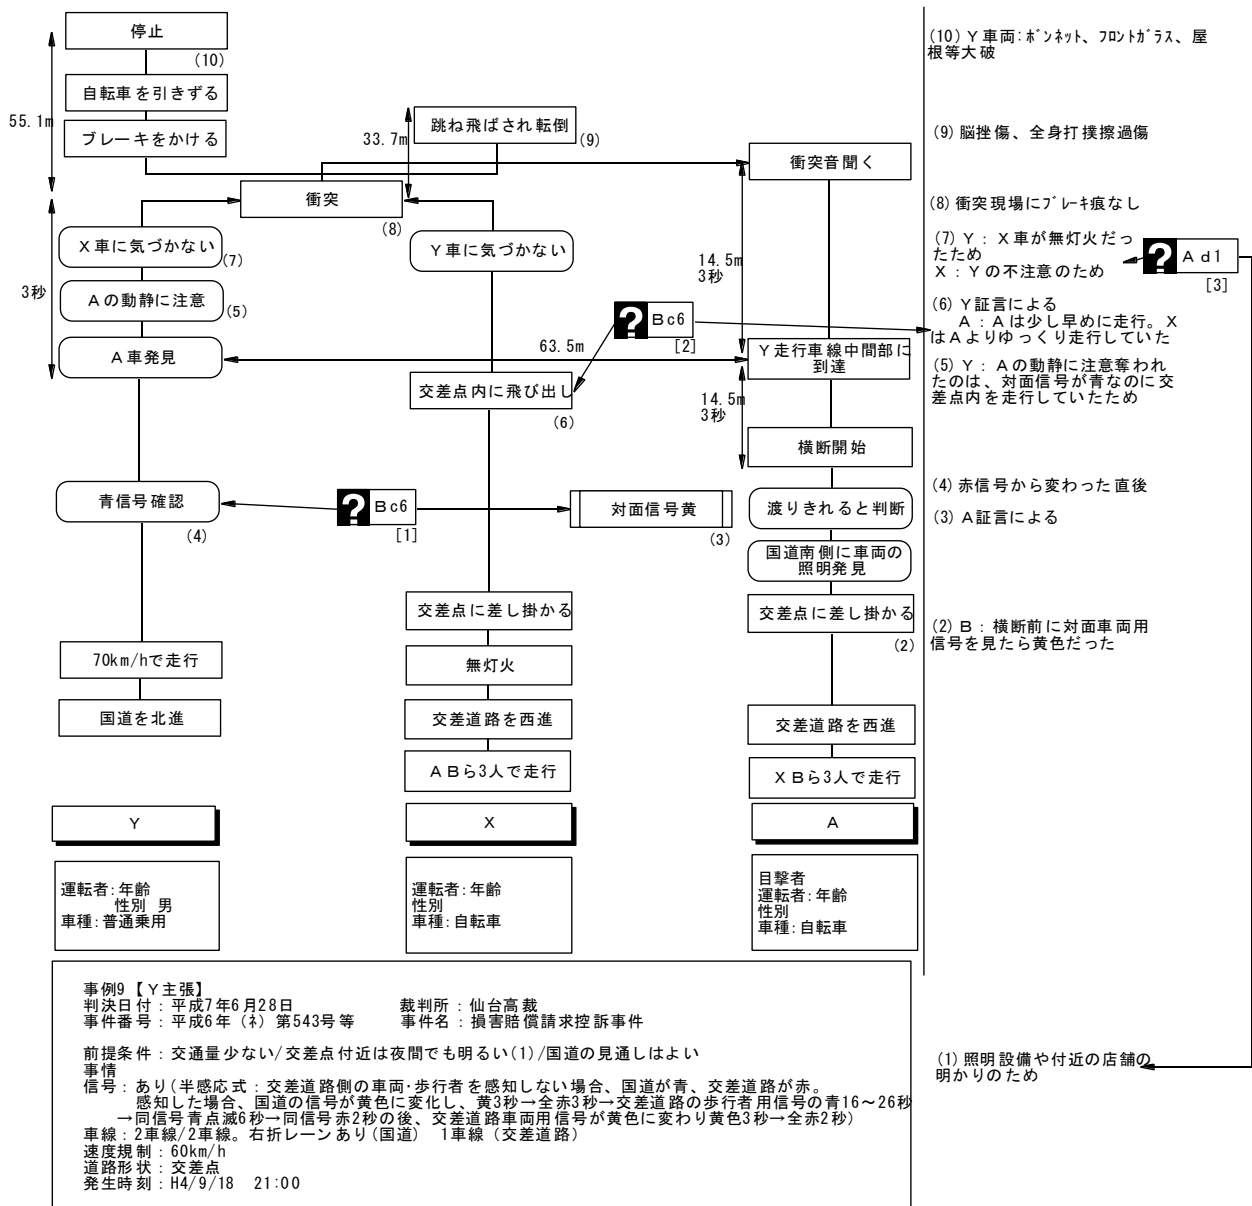 停止
(10)
自転車を引きずる
55.1m
ブレーキをかける
33.7m
跳ね飛ばされ転倒
(9)
衝突音聞く
衝突
(8)
X車に気づかない
(7)
Y車に気づかない
14.5m
3秒
3秒
Aの動静に注意
(5)
? Bc6
[2]
A車発見
63.5m
Y走行車線中間部に
到達
交差点内に飛び出し
(6)
14.5m
3秒
横断開始
青信号確認
(4)
? Bc6
[1]
対面信号黄
(3)
渡りきれると判断
国道南側に車両の
照明発見
交差点に差し掛かる
交差点に差し掛かる
(2)
70km/hで走行
無灯火
国道を北進
交差道路を西進
交差道路を西進
ABら3人で走行
XBら3人で走行
Y
X
A
運転者:年齢
性別 男
車種:普通乗用
運転者:年齢
性別
車種:自転車
目撃者
運転者:年齢
性別
車種:自転車
(10)Y車両:ボンネット、フロントガラス、屋
根等大破
(9)脳挫傷、全身打撲擦過傷
(8)衝突現場にブレーキ痕なし
(7)Y:X車が無灯火だっ
たため
X:Yの不注意のため
? Ad1
[3]
(6)Y証言による
A:Aは少し早めに走行。X
はAよりゆっくり走行していた
(5)Y:Aの動静に注意奪われ
たのは、対面信号が青なのに交
差点内を走行していたため
(4)赤信号から変わった直後
(3)A証言による
(2)B:横断前に対面車両用
信号を見たら黄色だった
(1)照明設備や付近の店舗の
明かりのため
事例9【Y主張】
判決日付:平成7年6月28日 裁判所:仙台高裁
事件番号:平成6年(ネ)第543号等 事件名:損害賠償請求控訴事件
前提条件:交通量少ない/交差点付近は夜間でも明るい(1)/国道の見通しはよい
事情
信号:あり(半感応式:交差道路側の車両・歩行者を感知しない場合、国道が青、交差道路が赤。
感知した場合、国道の信号が黄色に変化し、黄3秒→全赤3秒→交差道路の歩行者用信号の青16~26秒
→同信号青点滅6秒→同信号赤2秒の後、交差道路車両用信号が黄色に変わり黄色3秒→全赤2秒)
車線:2車線/2車線。右折レーンあり(国道) 1車線(交差道路)
速度規制:60km/h
道路形状:交差点
発生時刻:H4/9/18 21:00